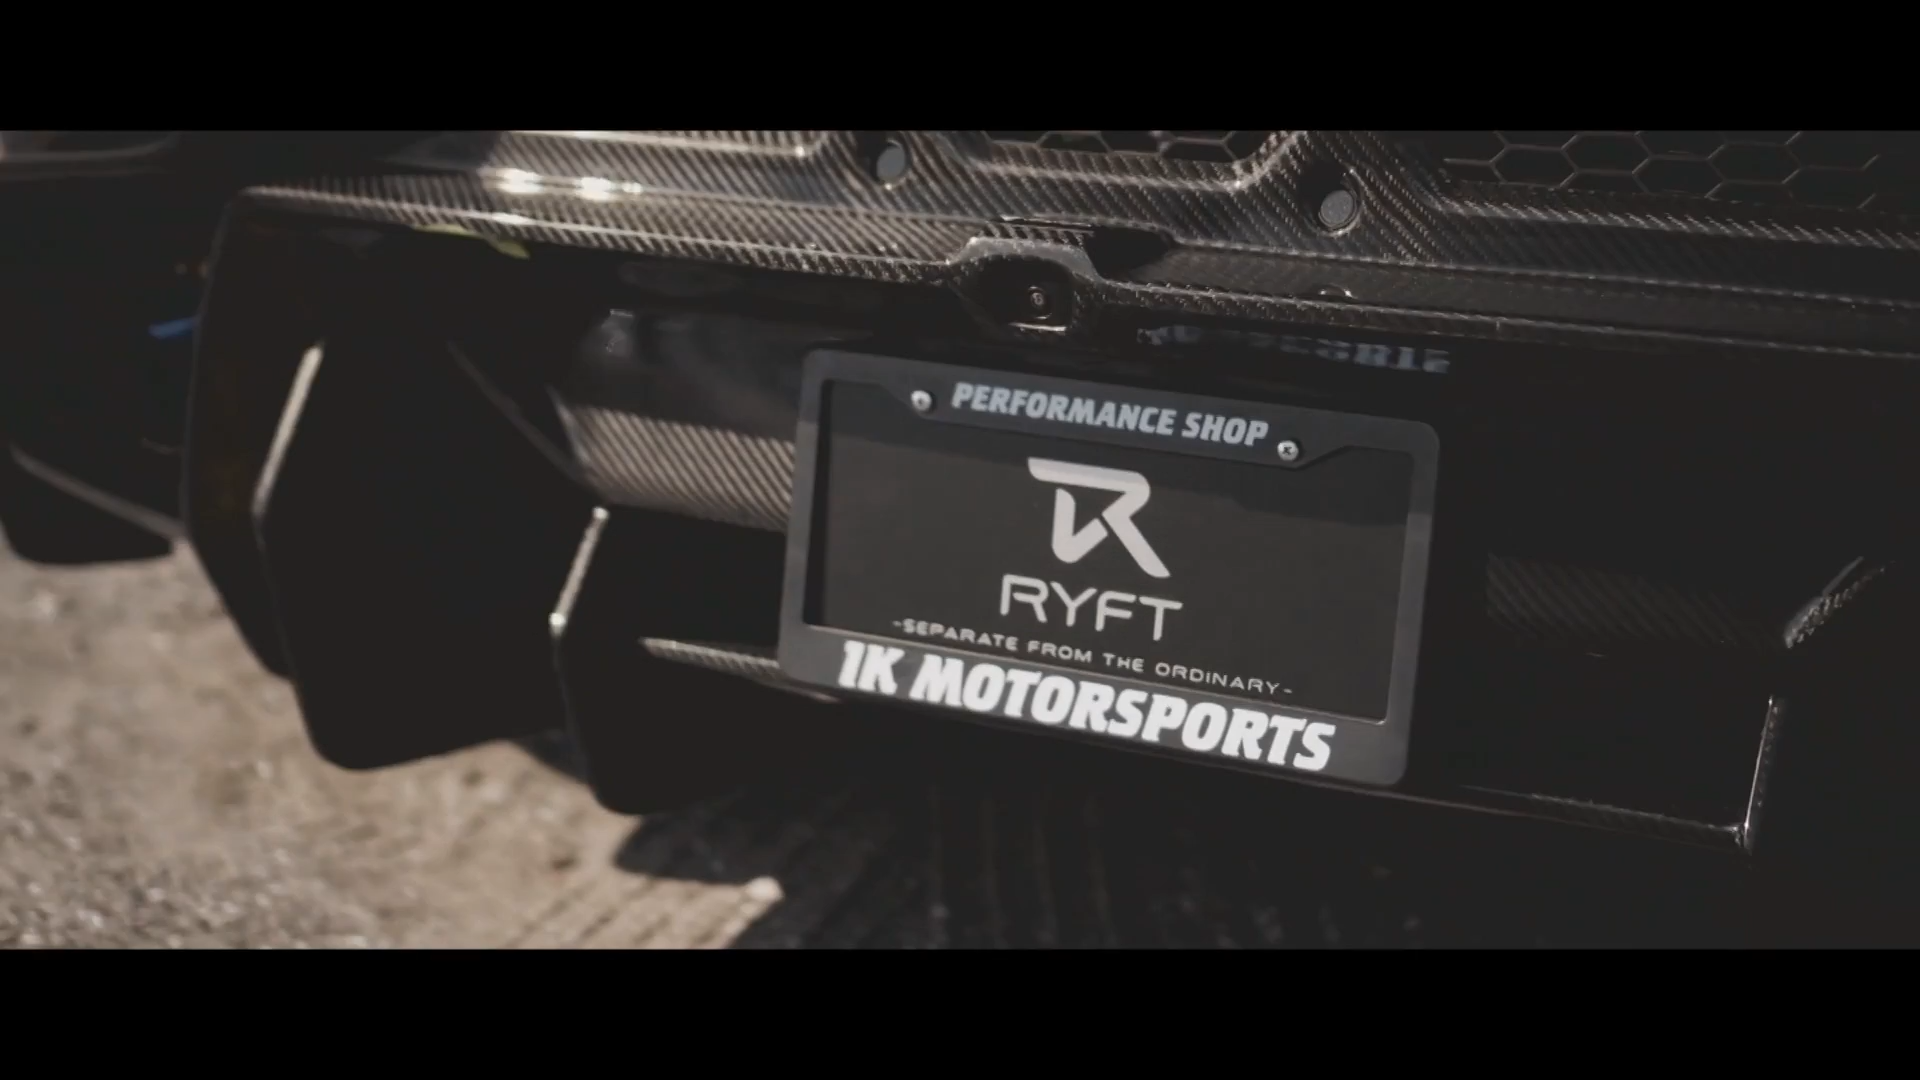 PERFORMANCE SHOP
RYFT
-SEPARATE FROM THE ORDINARY-
1K MOTORSPORTS